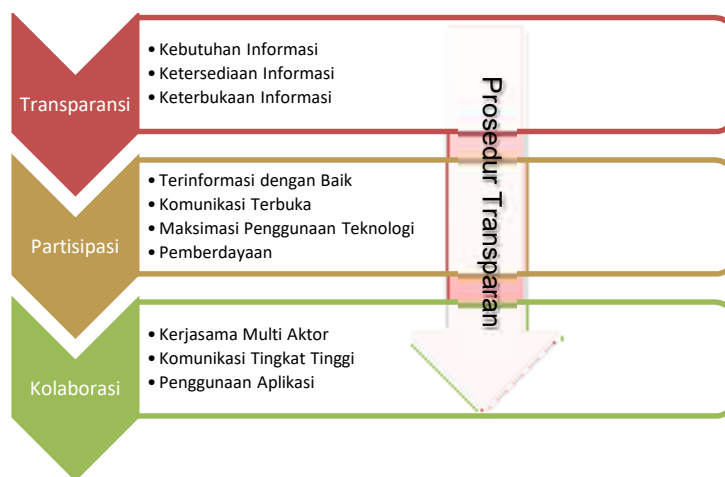 Transparansi
• Kebutuhan Informasi
• Ketersediaan Informasi
• Keterbukaan Informasi
Partisipasi
• Terinformasi dengan Baik
• Komunikasi Terbuka
• Maksimasi Penggunaan Teknologi
• Pemberdayaan
Kolaborasi
• Kerjasama Multi Aktor
• Komunikasi Tingkat Tinggi
• Penggunaan Aplikasi
Prosedur Transparan